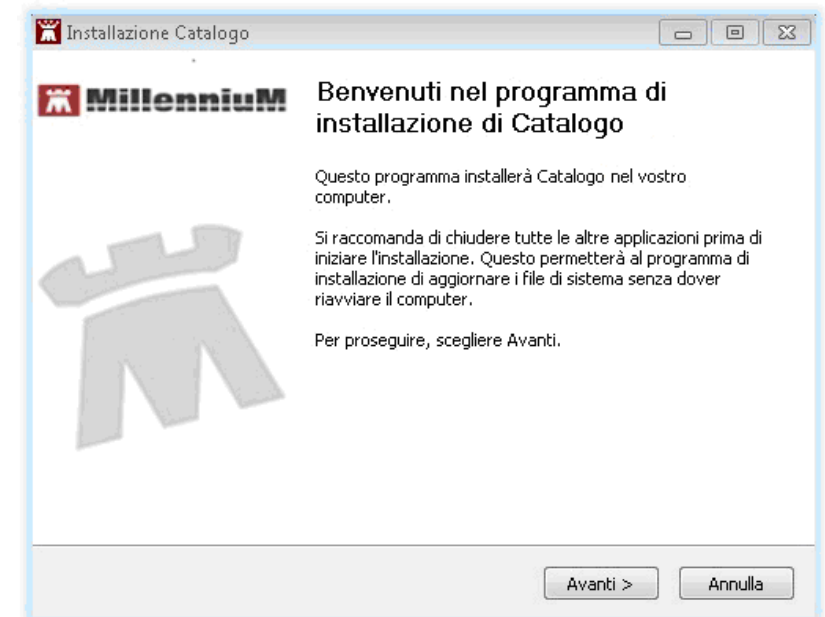 Installazione Catalogo
MillenniuM
Benvenuti nel programma di
installazione di Catalogo
Questo programma installerà Catalogo nel vostro
computer.
Si raccomanda di chiudere tutte le altre applicazioni prima di
iniziare l'installazione. Questo permetterà al programma di
installazione di aggiornare i file di sistema senza dover
riavviare il computer.
Per proseguire, scegliere Avanti.
Avanti > Annulla